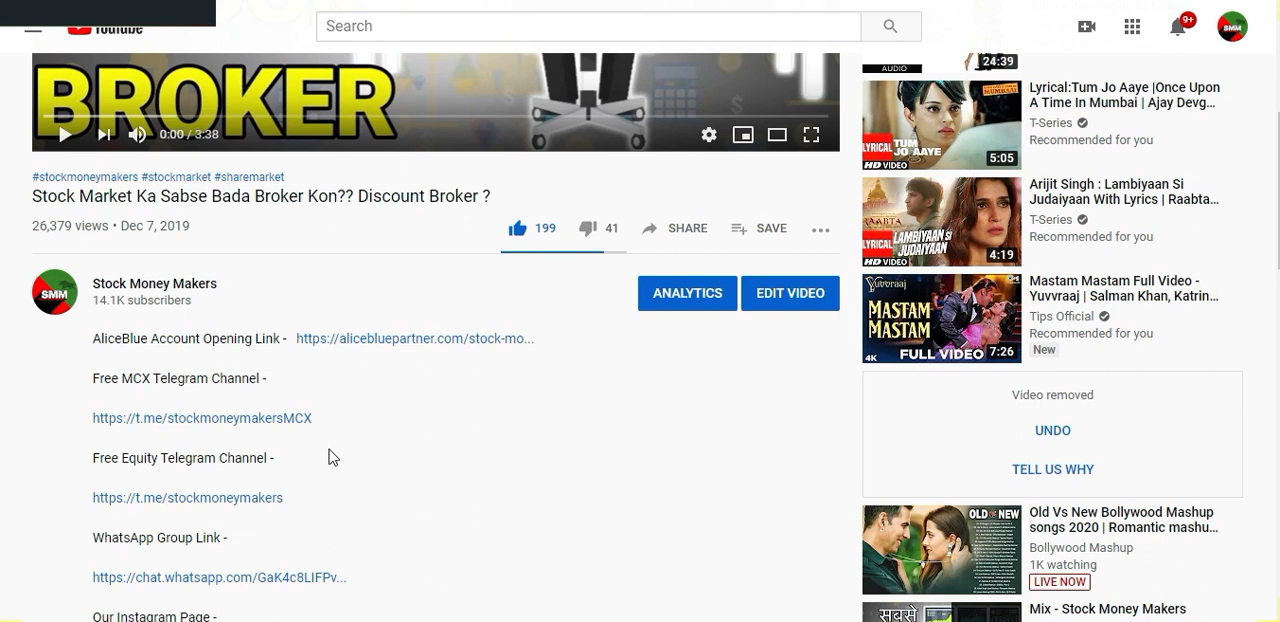 YouTube
Search
9+
SMM
BROKER
0:00 / 3:38
#stockmoneymakers #stockmarket #sharemarket
Stock Market Ka Sabse Bada Broker Kon?? Discount Broker ?
26,379 views • Dec 7, 2019
199
41
SHARE
SAVE
SMM
Stock Money Makers
14.1K subscribers
ANALYTICS
EDIT VIDEO
AliceBlue Account Opening Link - https://alicebluepartner.com/stock-mo...
Free MCX Telegram Channel -
https://t.me/stockmoneymakersMCX
Free Equity Telegram Channel -
https://t.me/stockmoneymakers
WhatsApp Group Link -
Our Instagram Page -
AUDIO
24:39
LYRICAL
TUM JO AAYE
HD VIDEO
5:05
Lyrical:Tum Jo Aaye |Once Upon
A Time In Mumbai | Ajay Devg...
T-Series
Recommended for you
RAABTA
LYRICAL
LAMBIYAAN SI JUDAIYAAN
HD VIDEO
4:19
Arijit Singh : Lambiyaan Si
Judaiyaan With Lyrics | Raabta...
T-Series
Recommended for you
Yuvvraaj
MASTAM
MASTAM
4K
FULL VIDEO
7:26
Mastam Mastam Full Video -
Yuvvraaj | Salman Khan, Katrin...
Tips Official
Recommended for you
New
Video removed
UNDO
TELL US WHY
OLD VS NEW
Old Vs New Bollywood Mashup
songs 2020 | Romantic mashu...
Bollywood Mashup
1K watching
LIVE NOW
सबसे
Mix - Stock Money Makers